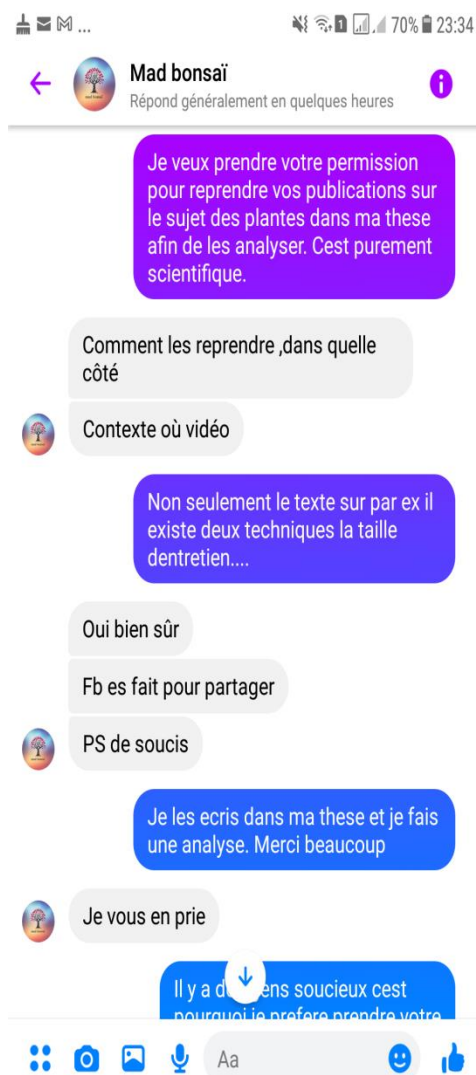 ... 70% 23:34
Mad bonsaï
Répond généralement en quelques heures
Je veux prendre votre permission
pour reprendre vos publications sur
le sujet des plantes dans ma these
afin de les analyser. Cest purement
scientifique.
Comment les reprendre ,dans quelle
côté
Contexte où vidéo
Non seulement le texte sur par ex il
existe deux techniques la taille
dentretien....
Oui bien sûr
Fb es fait pour partager
PS de soucis
Je les ecris dans ma these et je fais
une analyse. Merci beaucoup
Je vous en prie
Il y a soucieux cest
pourquoi je prefere prendre votre
Aa